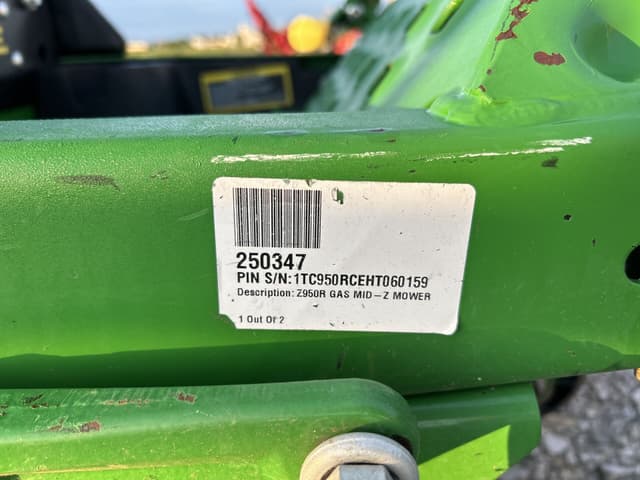 250347
PIN S/N:1TC950RCEHT060159
Description: Z950R GAS MID-Z MOWER
1 Out Of 2